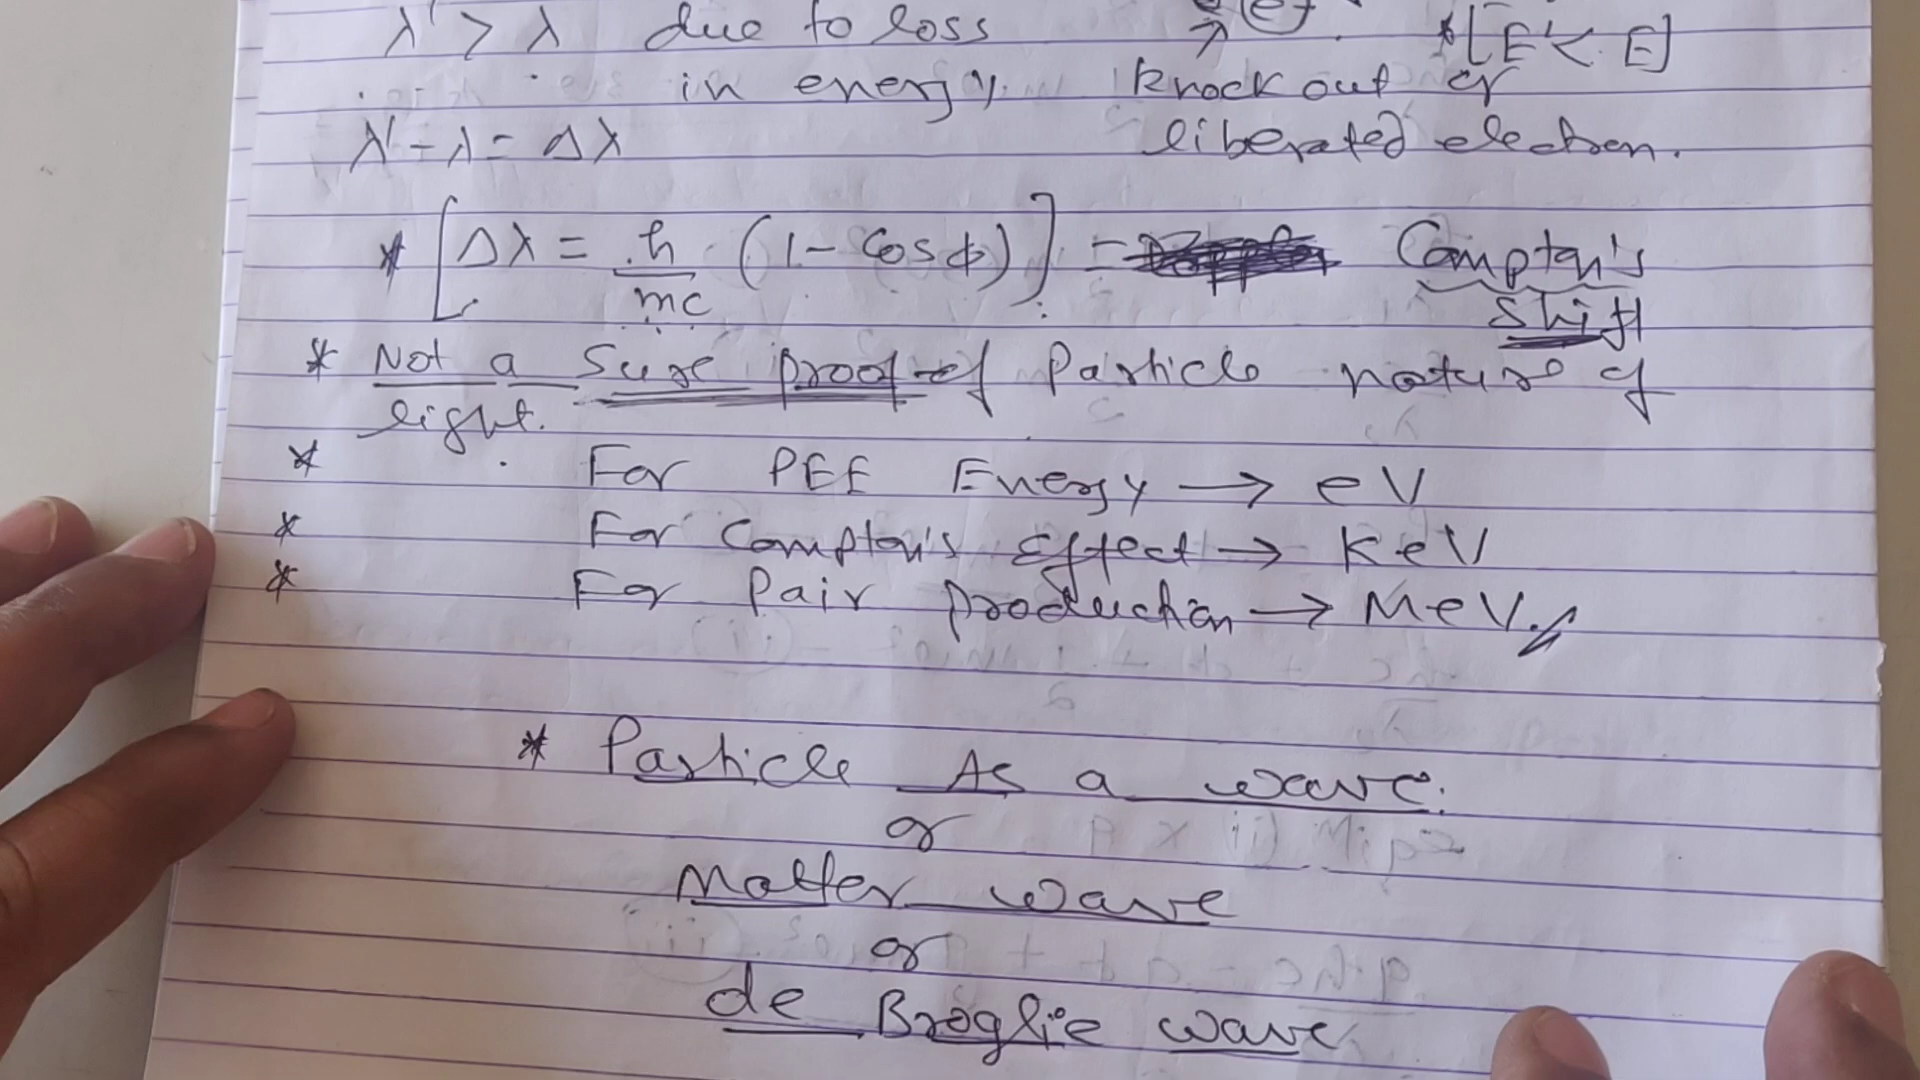 λ' > λ due to loss [E' < E]
in energy. Knock out or
λ' - λ = Δλ liberated electron.
* [Δλ = h/mc (1 - Cosϕ)] - Compton's
Shift
* Not a Sure proof of Particle nature of
light.
* For PEE Energy → eV
* For Compton's Effect → KeV
* For Pair production → MeV.
* Particle As a wave.
or
Matter wave
or
de Broglie wave